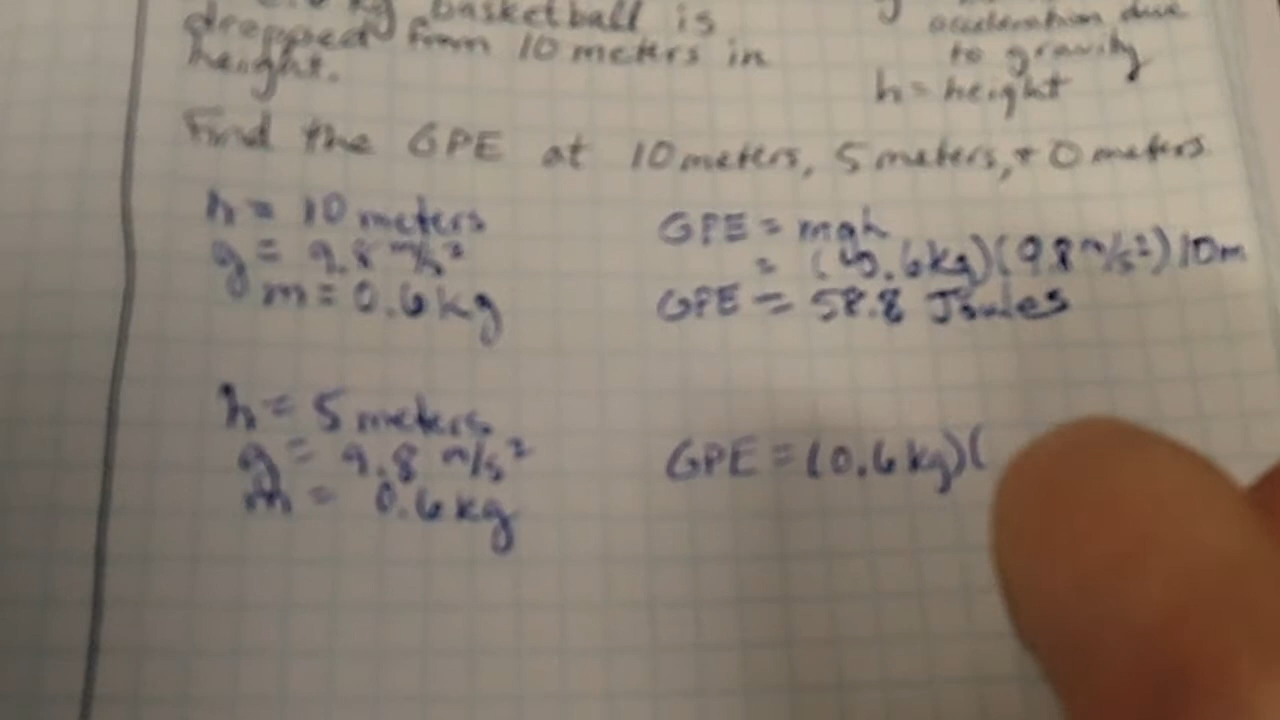 kg basketball is
dropped from 10 meters in
height.
acceleration due
to gravity
h = height
Find the GPE at 10 meters, 5 meters, + 0 meters
h = 10 meters
g = 9.8 m/s²
m = 0.6 kg
GPE = mgh
= (0.6kg)(9.8 m/s²) 10m
GPE = 58.8 Joules
h = 5 meters
g = 9.8 m/s²
m = 0.6 kg
GPE = (0.6 kg)(